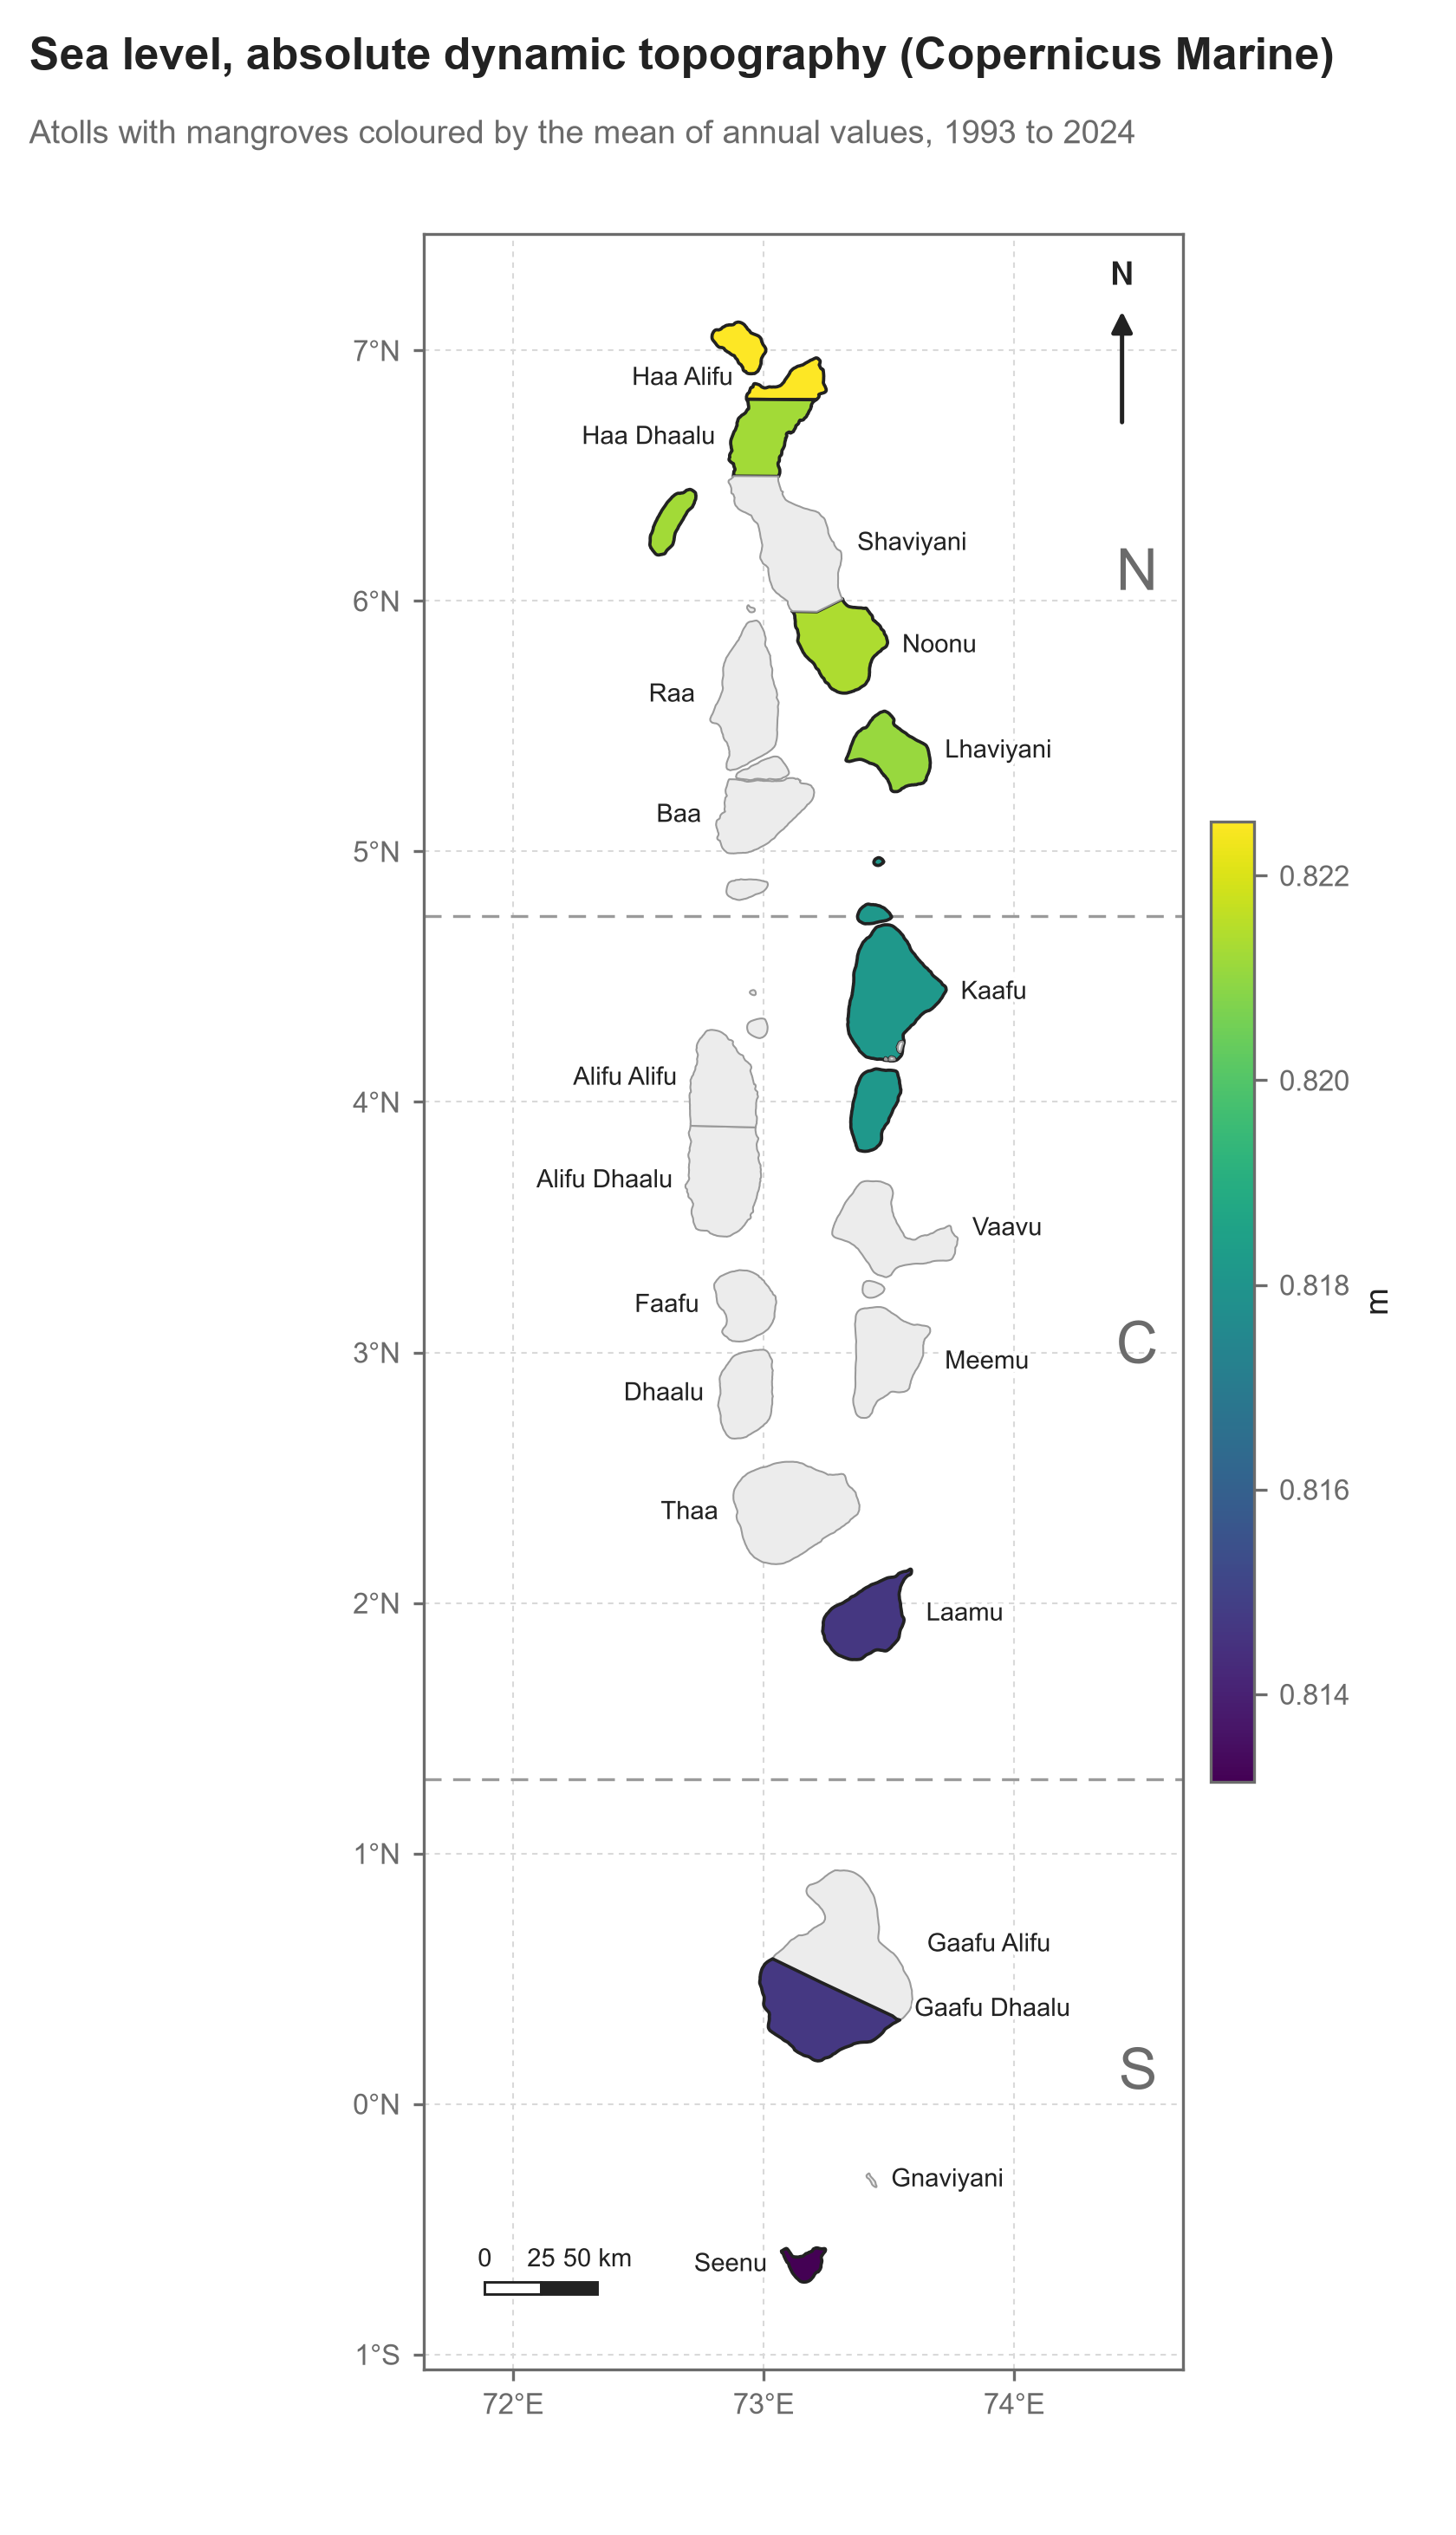 Sea level, absolute dynamic topography (Copernicus Marine)
Atolls with mangroves coloured by the mean of annual values, 1993 to 2024
N
7°N
Haa Alifu
Haa Dhaalu
Shaviyani
N
6°N
Noonu
Raa
Lhaviyani
Baa
5°N
0.822
Kaafu
Alifu Alifu
0.820
4°N
Alifu Dhaalu
Vaavu
0.818
m
Faafu
C
3°N
Meemu
Dhaalu
0.816
Thaa
2°N
Laamu
0.814
1°N
Gaafu Alifu
Gaafu Dhaalu
S
0°N
Gnaviyani
0 25 50 km
Seenu
1°S
72°E 73°E 74°E